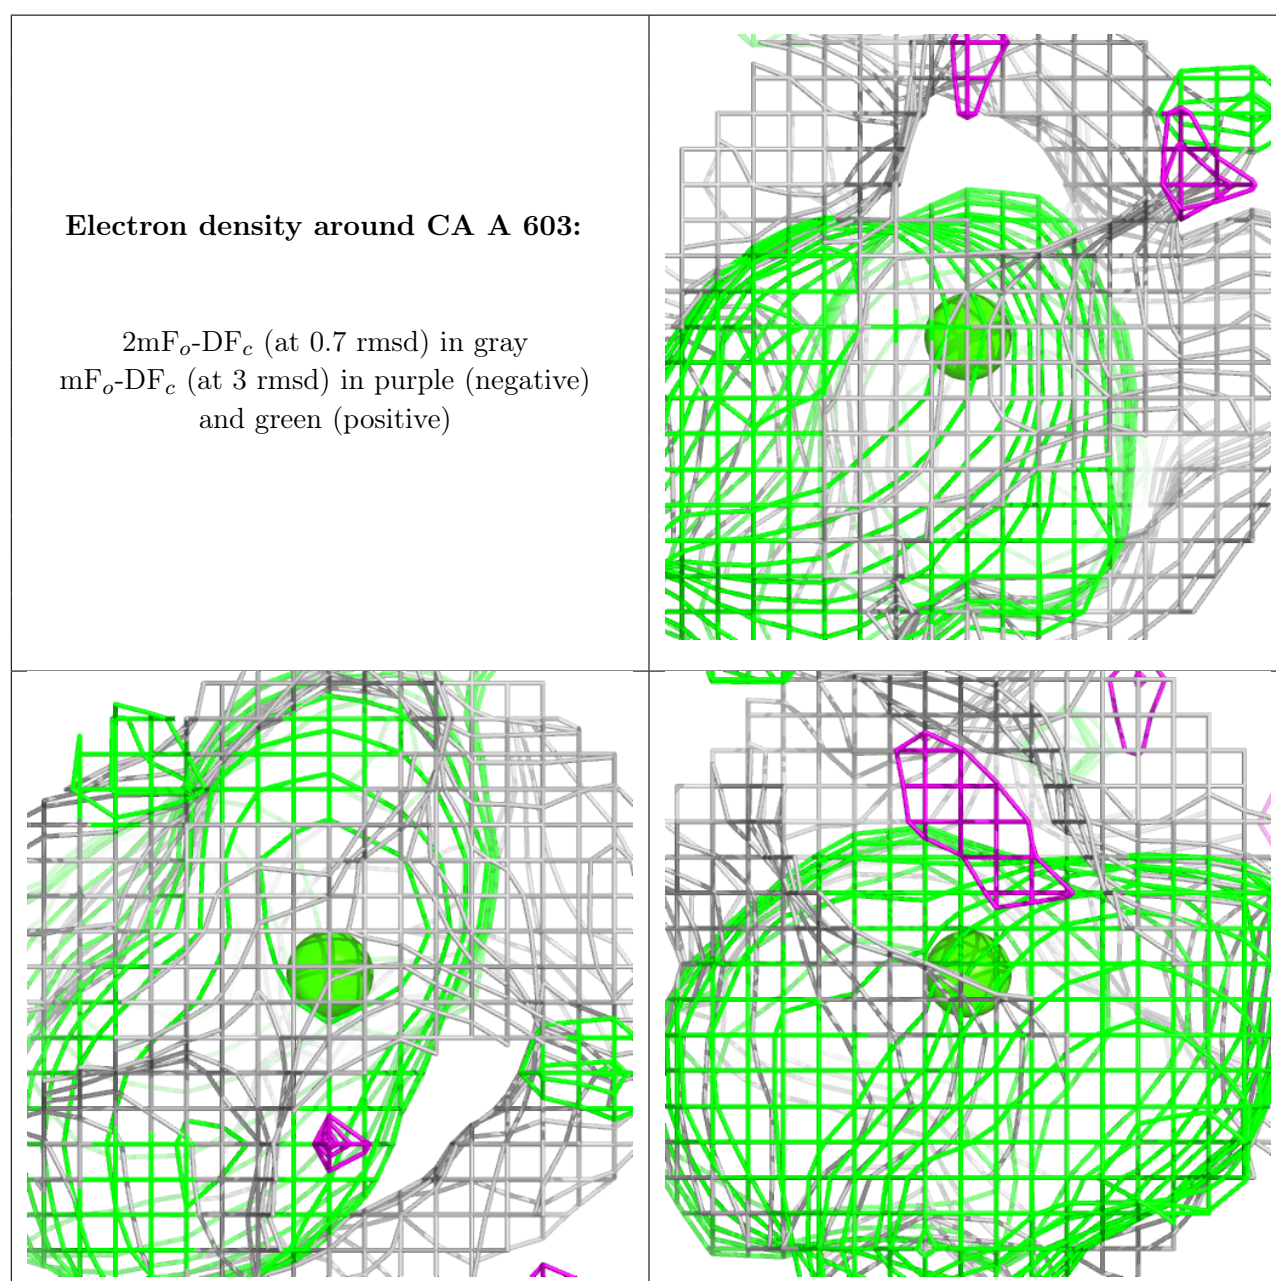 Electron density around CA A 603:
2mFo-DFc (at 0.7 rmsd) in gray
mFo-DFc (at 3 rmsd) in purple (negative)
and green (positive)